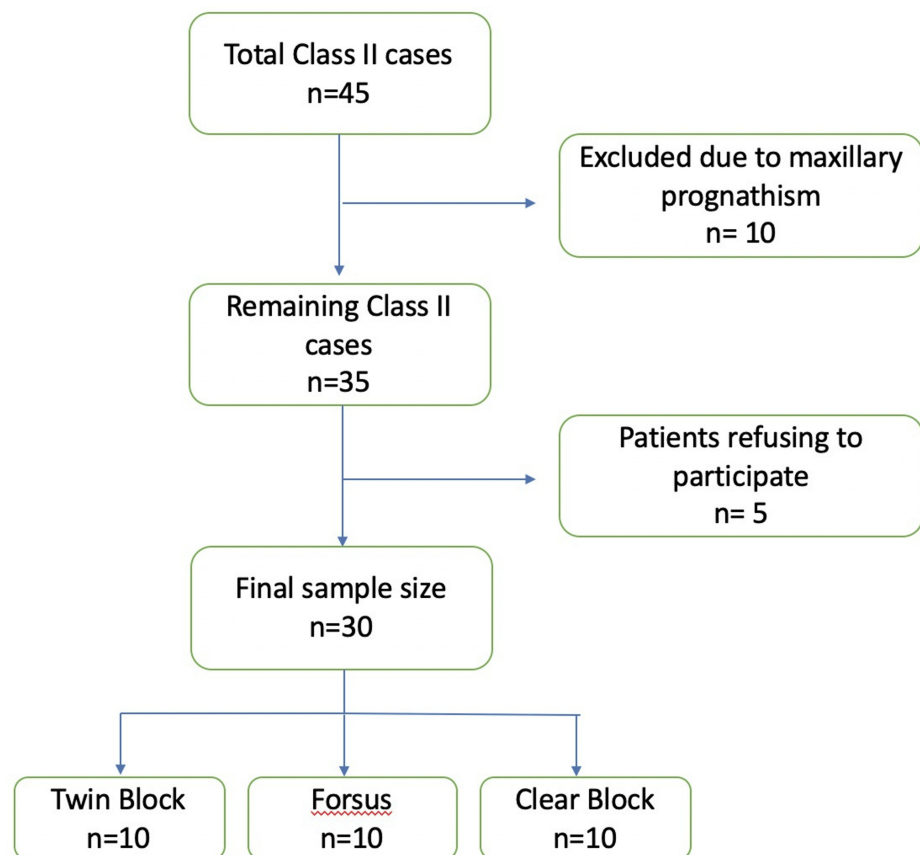 Total Class II cases
n=45
Excluded due to maxillary
prognathism
n= 10
Remaining Class II
cases
n=35
Patients refusing to
participate
n= 5
Final sample size
n=30
Twin Block
n=10
Forsus
n=10
Clear Block
n=10